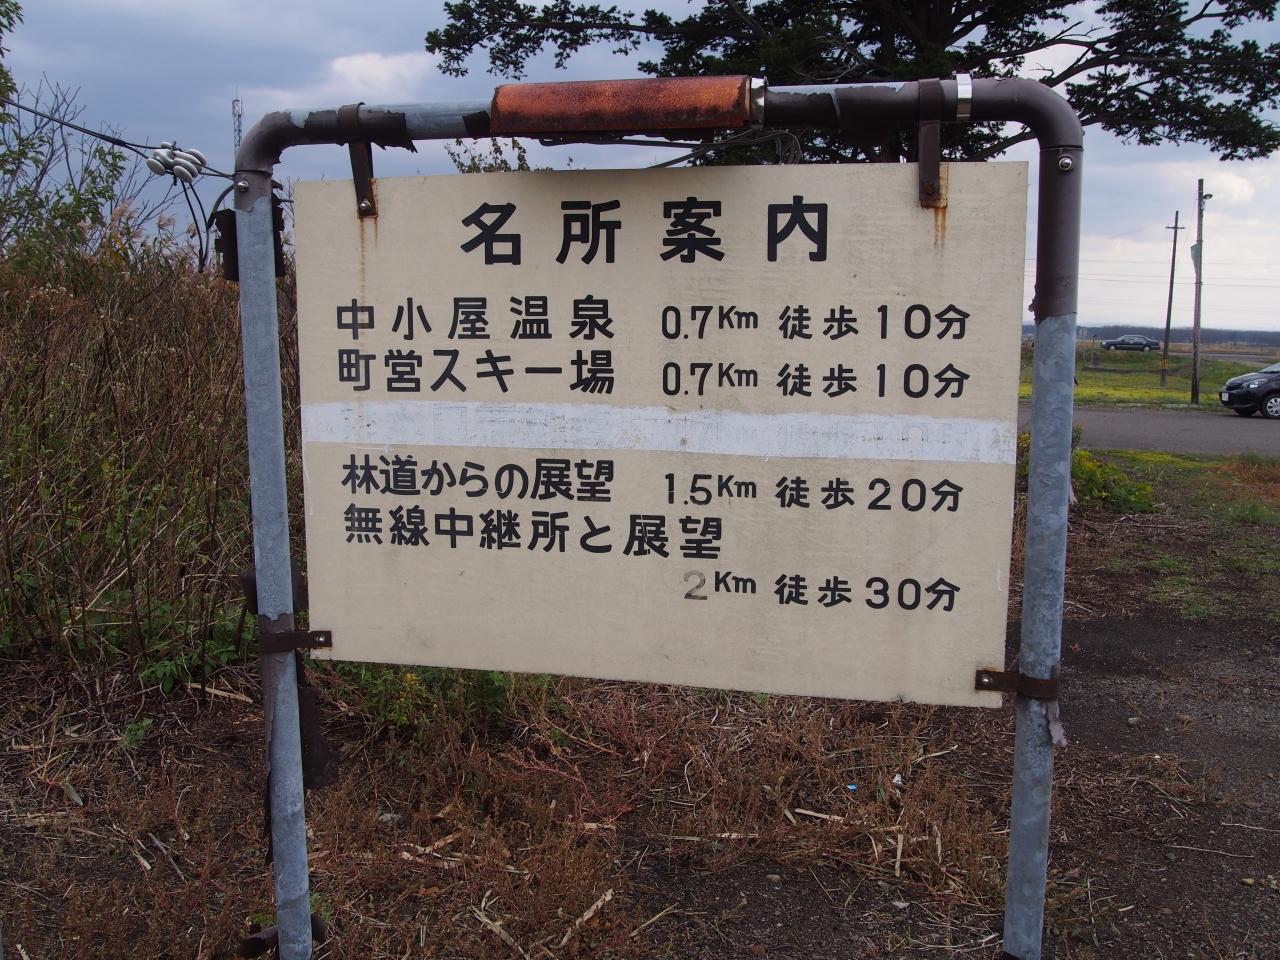 名所案内
中小屋温泉 0.7Km 徒歩10分
町営スキー場 0.7Km 徒歩10分
林道からの展望 1.5Km 徒歩20分
無線中継所と展望
2Km 徒歩30分